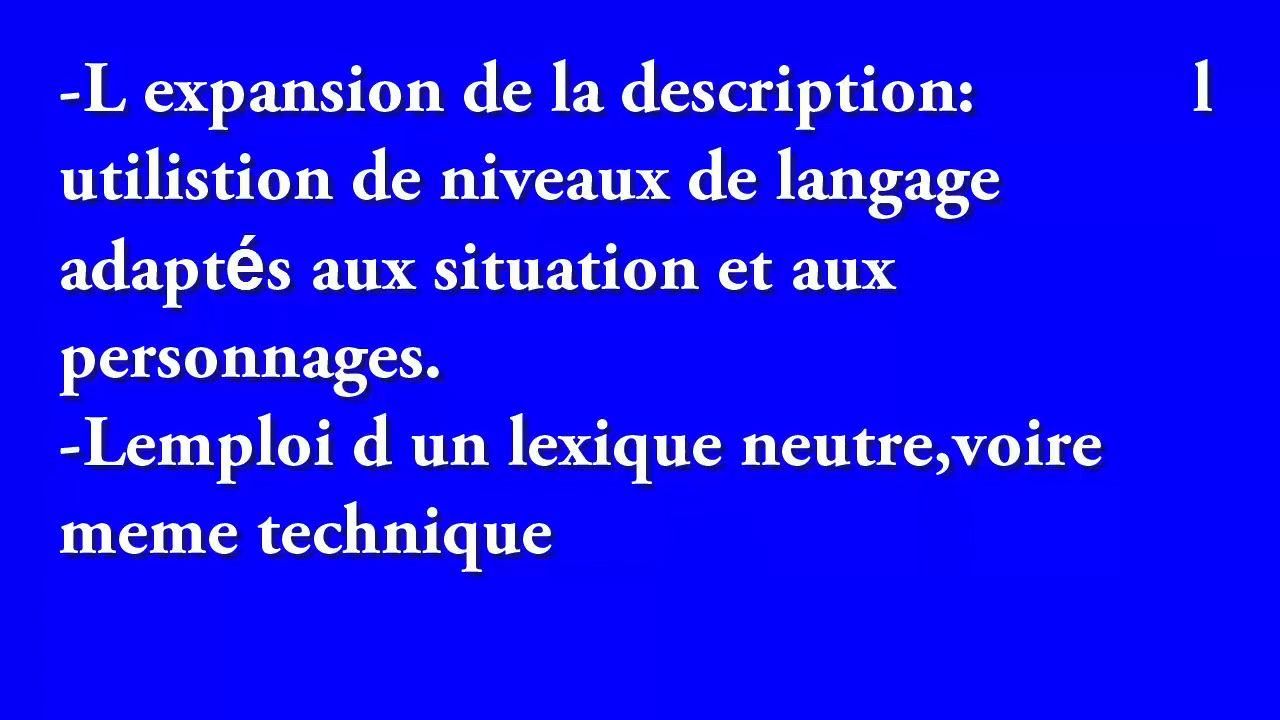 -L expansion de la description: l
utilistion de niveaux de langage
adaptés aux situation et aux
personnages.
-Lemploi d un lexique neutre,voire
meme technique